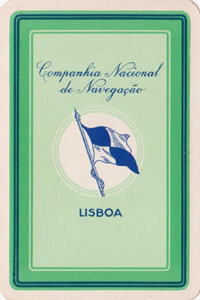 Companhia Nacional
de Navegação
LISBOA